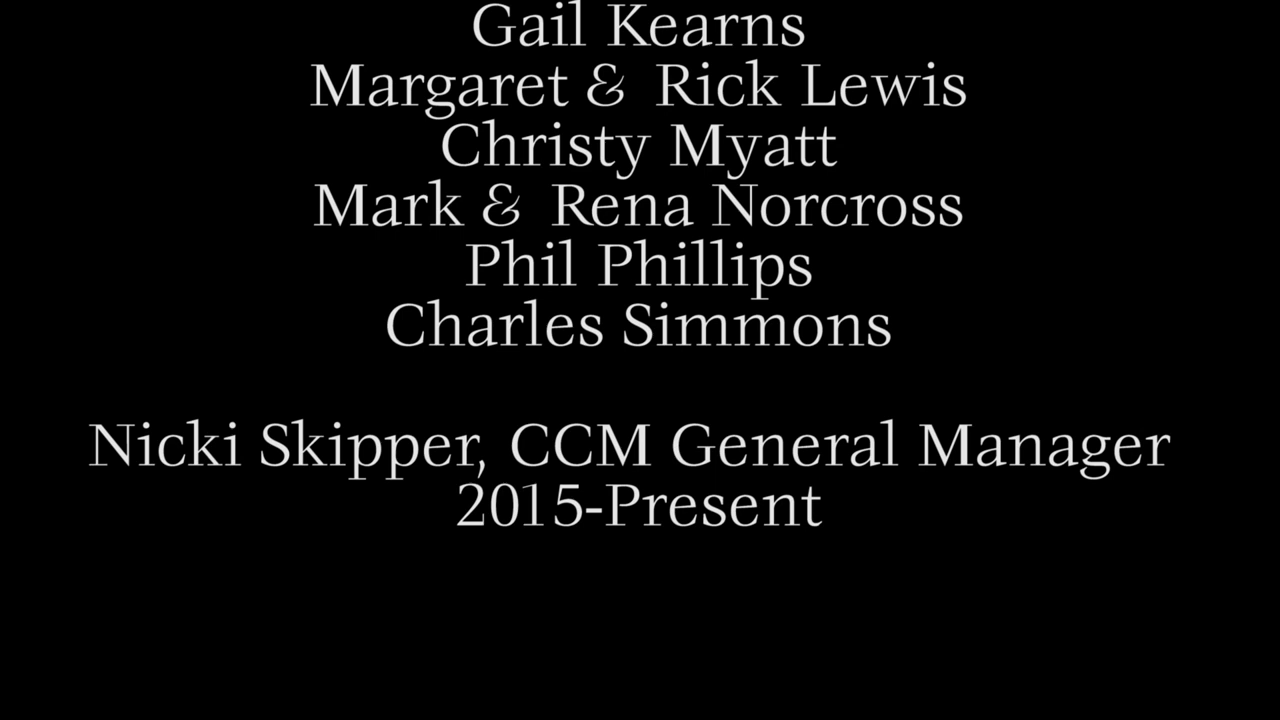 Gail Kearns
Margaret & Rick Lewis
Christy Myatt
Mark & Rena Norcross
Phil Phillips
Charles Simmons
Nicki Skipper, CCM General Manager
2015-Present